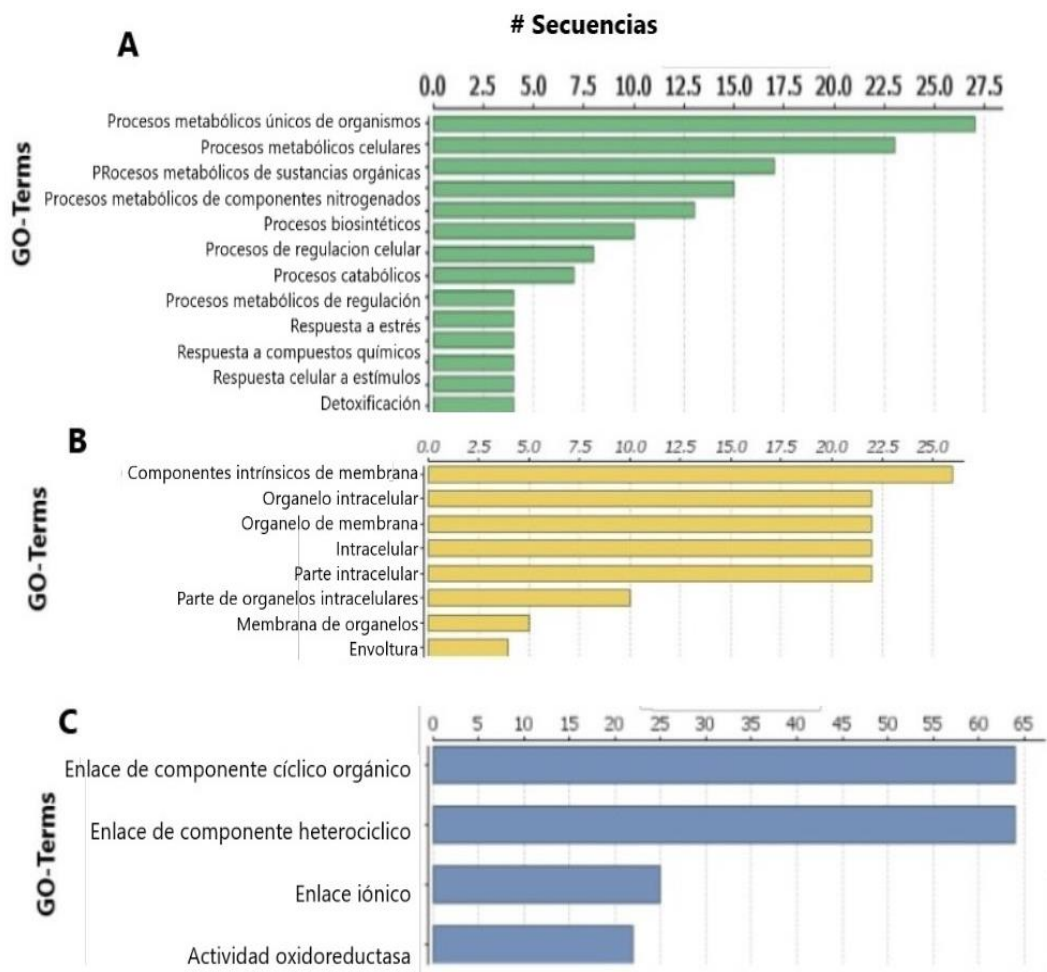 # Secuencias
A
0.0 2.5 5.0 7.5 10.0 12.5 15.0 17.5 20.0 22.5 25.0 27.5
GO-Terms
Procesos metabólicos únicos de organismos
Procesos metabólicos celulares
PRocesos metabólicos de sustancias orgánicas
Procesos metabólicos de componentes nitrogenados
Procesos biosintéticos
Procesos de regulacion celular
Procesos catabólicos
Procesos metabólicos de regulación
Respuesta a estrés
Respuesta a compuestos químicos
Respuesta celular a estímulos
Detoxificación
B
0.0 2.5 5.0 7.5 10.0 12.5 15.0 17.5 20.0 22.5 25.0
GO-Terms
Componentes intrínsicos de membrana
Organelo intracelular
Organelo de membrana
Intracelular
Parte intracelular
Parte de organelos intracelulares
Membrana de organelos
Envoltura
C
0 5 10 15 20 25 30 35 40 45 50 55 60 65
GO-Terms
Enlace de componente cíclico orgánico
Enlace de componente heterociclico
Enlace iónico
Actividad oxidoreductasa